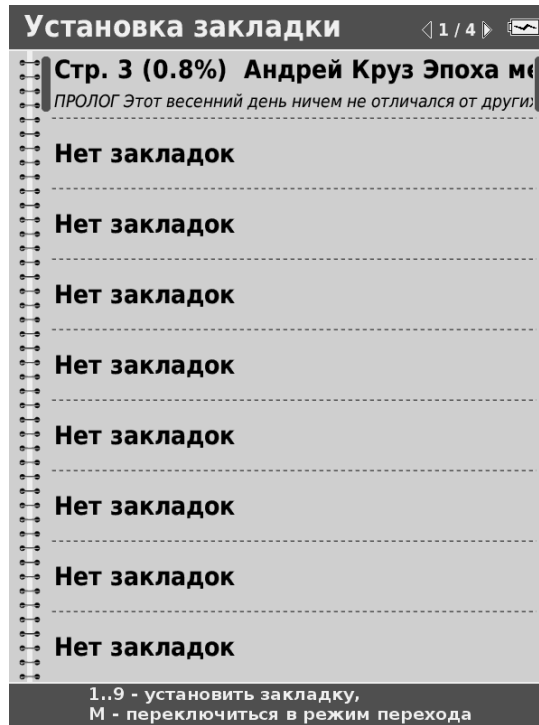 Установка закладки 1 / 4
Стр. 3 (0.8%) Андрей Круз Эпоха
ПРОЛОГ Этот весенний день ничем не отличался от других
Нет закладок
Нет закладок
Нет закладок
Нет закладок
Нет закладок
Нет закладок
Нет закладок
Нет закладок
1..9 - установить закладку,
М - переключиться в режим перехода